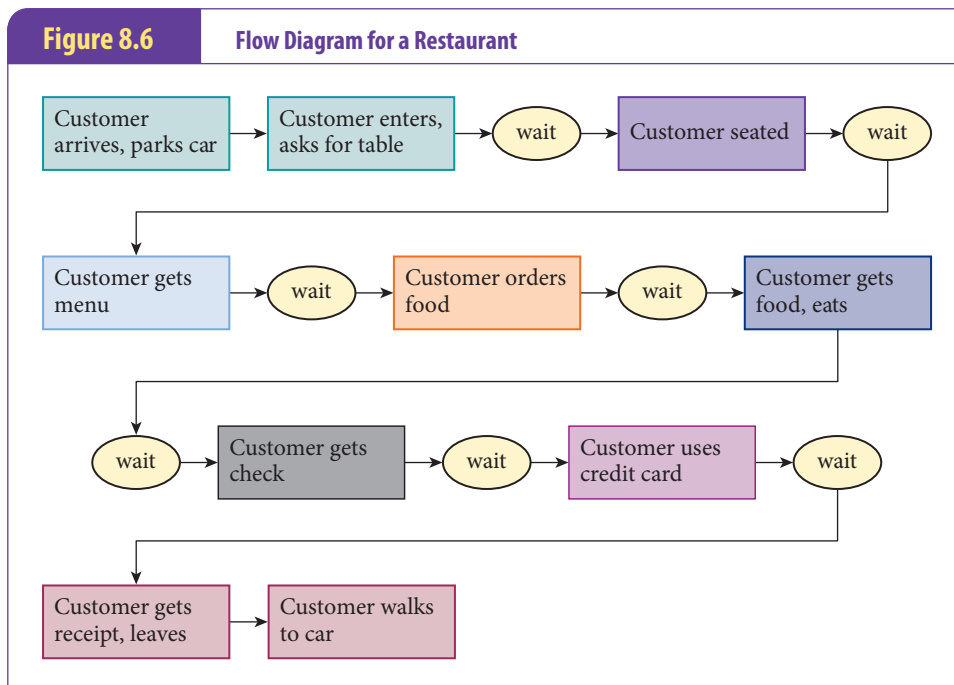 Figure 8.6
Flow Diagram for a Restaurant
Customer
arrives, parks car
Customer enters,
asks for table
wait
Customer seated
wait
Customer gets
menu
wait
Customer orders
food
wait
Customer gets
food, eats
wait
Customer gets
check
wait
Customer uses
credit card
wait
Customer gets
receipt, leaves
Customer walks
to car